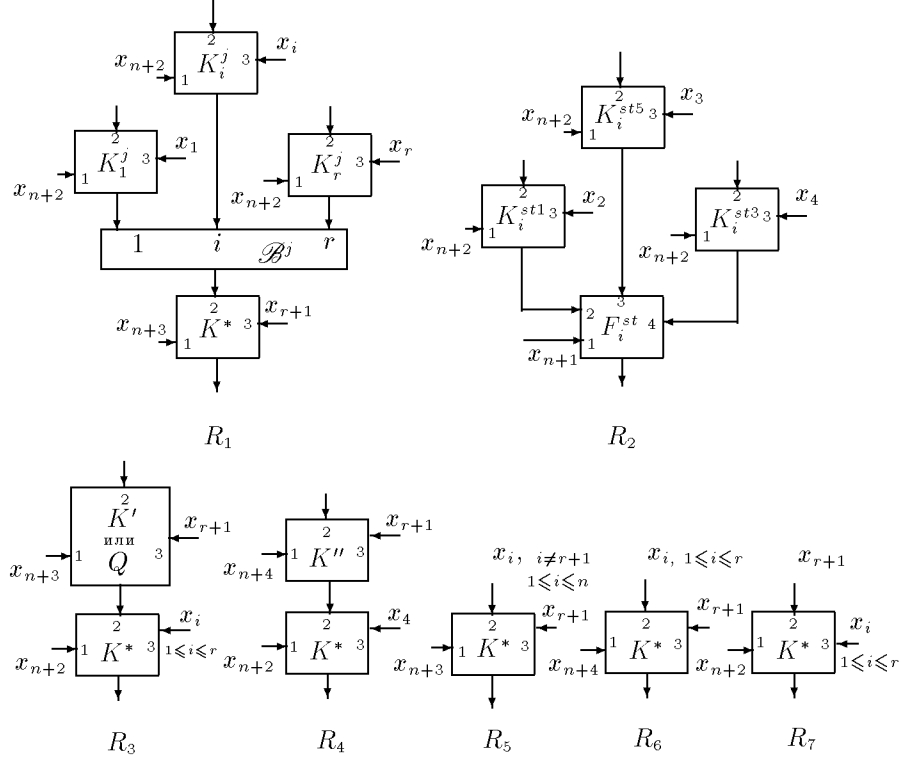 2
x_i
x_{n+2} 1 K_i^j 3
2
x_1
K_1^j 3
x_{n+2} 1
2
x_r
K_r^j 3
x_{n+2} 1
1 i r
ℬ^j
2
x_{r+1}
x_{n+3} 1 K* 3
R_1
2
x_3
x_{n+2} 1 K_i^{st5} 3
2
x_2
K_i^{st1} 3
x_{n+2} 1
2
x_4
K_i^{st3} 3
x_{n+2} 1
3
2 F_i^{st} 4
1
x_{n+1}
R_2
2
K′
или
x_{r+1}
1 Q 3
x_{n+3}
2
x_i
1 K* 3
1⩽i⩽r
x_{n+2}
R_3
2
x_{r+1}
1 K″ 3
x_{n+4}
2
x_4
1 K* 3
x_{n+2}
R_4
x_i, i≠r+1
1⩽i⩽n
2
x_{r+1}
1 K* 3
x_{n+3}
R_5
x_i, 1⩽i⩽r
2
x_{r+1}
1 K* 3
x_{n+4}
R_6
x_{r+1}
2
x_i
1 K* 3
x_{n+2}
1⩽i⩽r
R_7